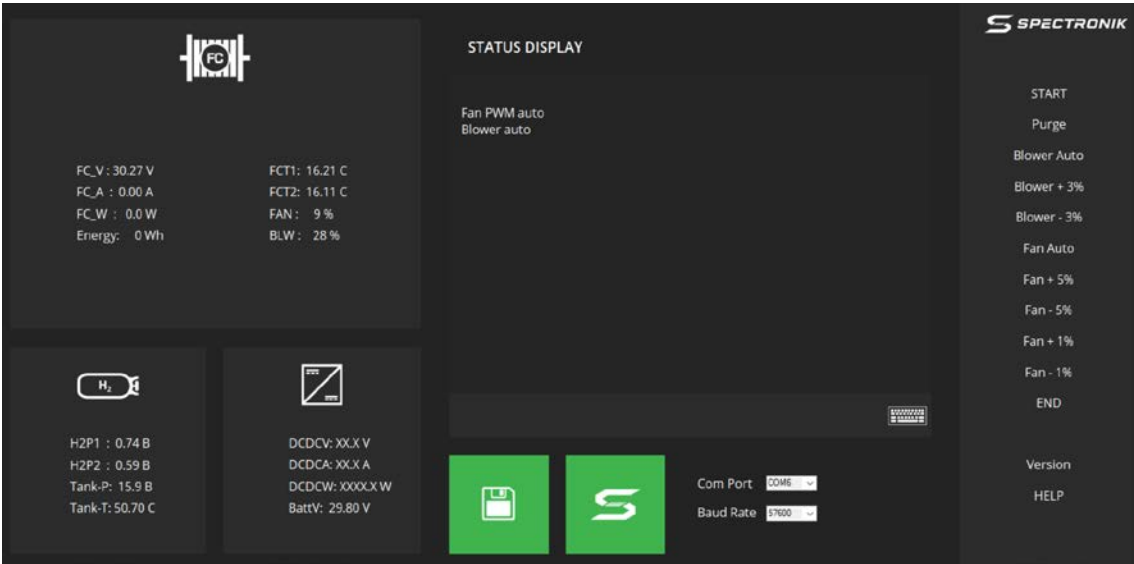 FC
FC_V : 30.27 V
FC_A : 0.00 A
FC_W : 0.0 W
Energy: 0 Wh
FCT1: 16.21 C
FCT2: 16.11 C
FAN : 9 %
BLW : 28 %
H₂
H2P1 : 0.74 B
H2P2 : 0.59 B
Tank-P: 15.9 B
Tank-T: 50.70 C
DCDCV: XX.X V
DCDCA: XX.X A
DCDCW: XXXX.X W
BattV: 29.80 V
STATUS DISPLAY
Fan PWM auto
Blower auto
Com Port COM6
Baud Rate 57600
SPECTRONIK
START
Purge
Blower Auto
Blower + 3%
Blower - 3%
Fan Auto
Fan + 5%
Fan - 5%
Fan + 1%
Fan - 1%
END
Version
HELP